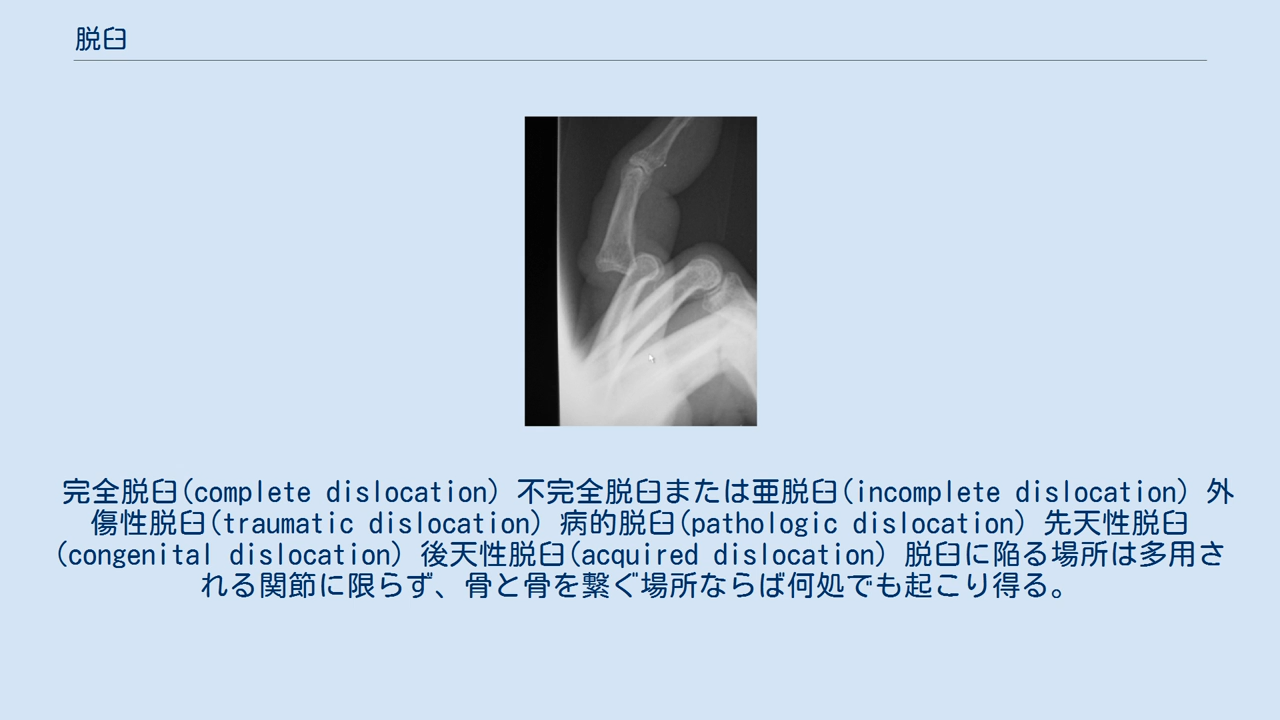 脱臼
完全脱臼(complete dislocation) 不完全脱臼または亜脱臼(incomplete dislocation) 外
傷性脱臼(traumatic dislocation) 病的脱臼(pathologic dislocation) 先天性脱臼
(congenital dislocation) 後天性脱臼(acquired dislocation) 脱臼に陥る場所は多用さ
れる関節に限らず、骨と骨を繋ぐ場所ならば何処でも起こり得る。